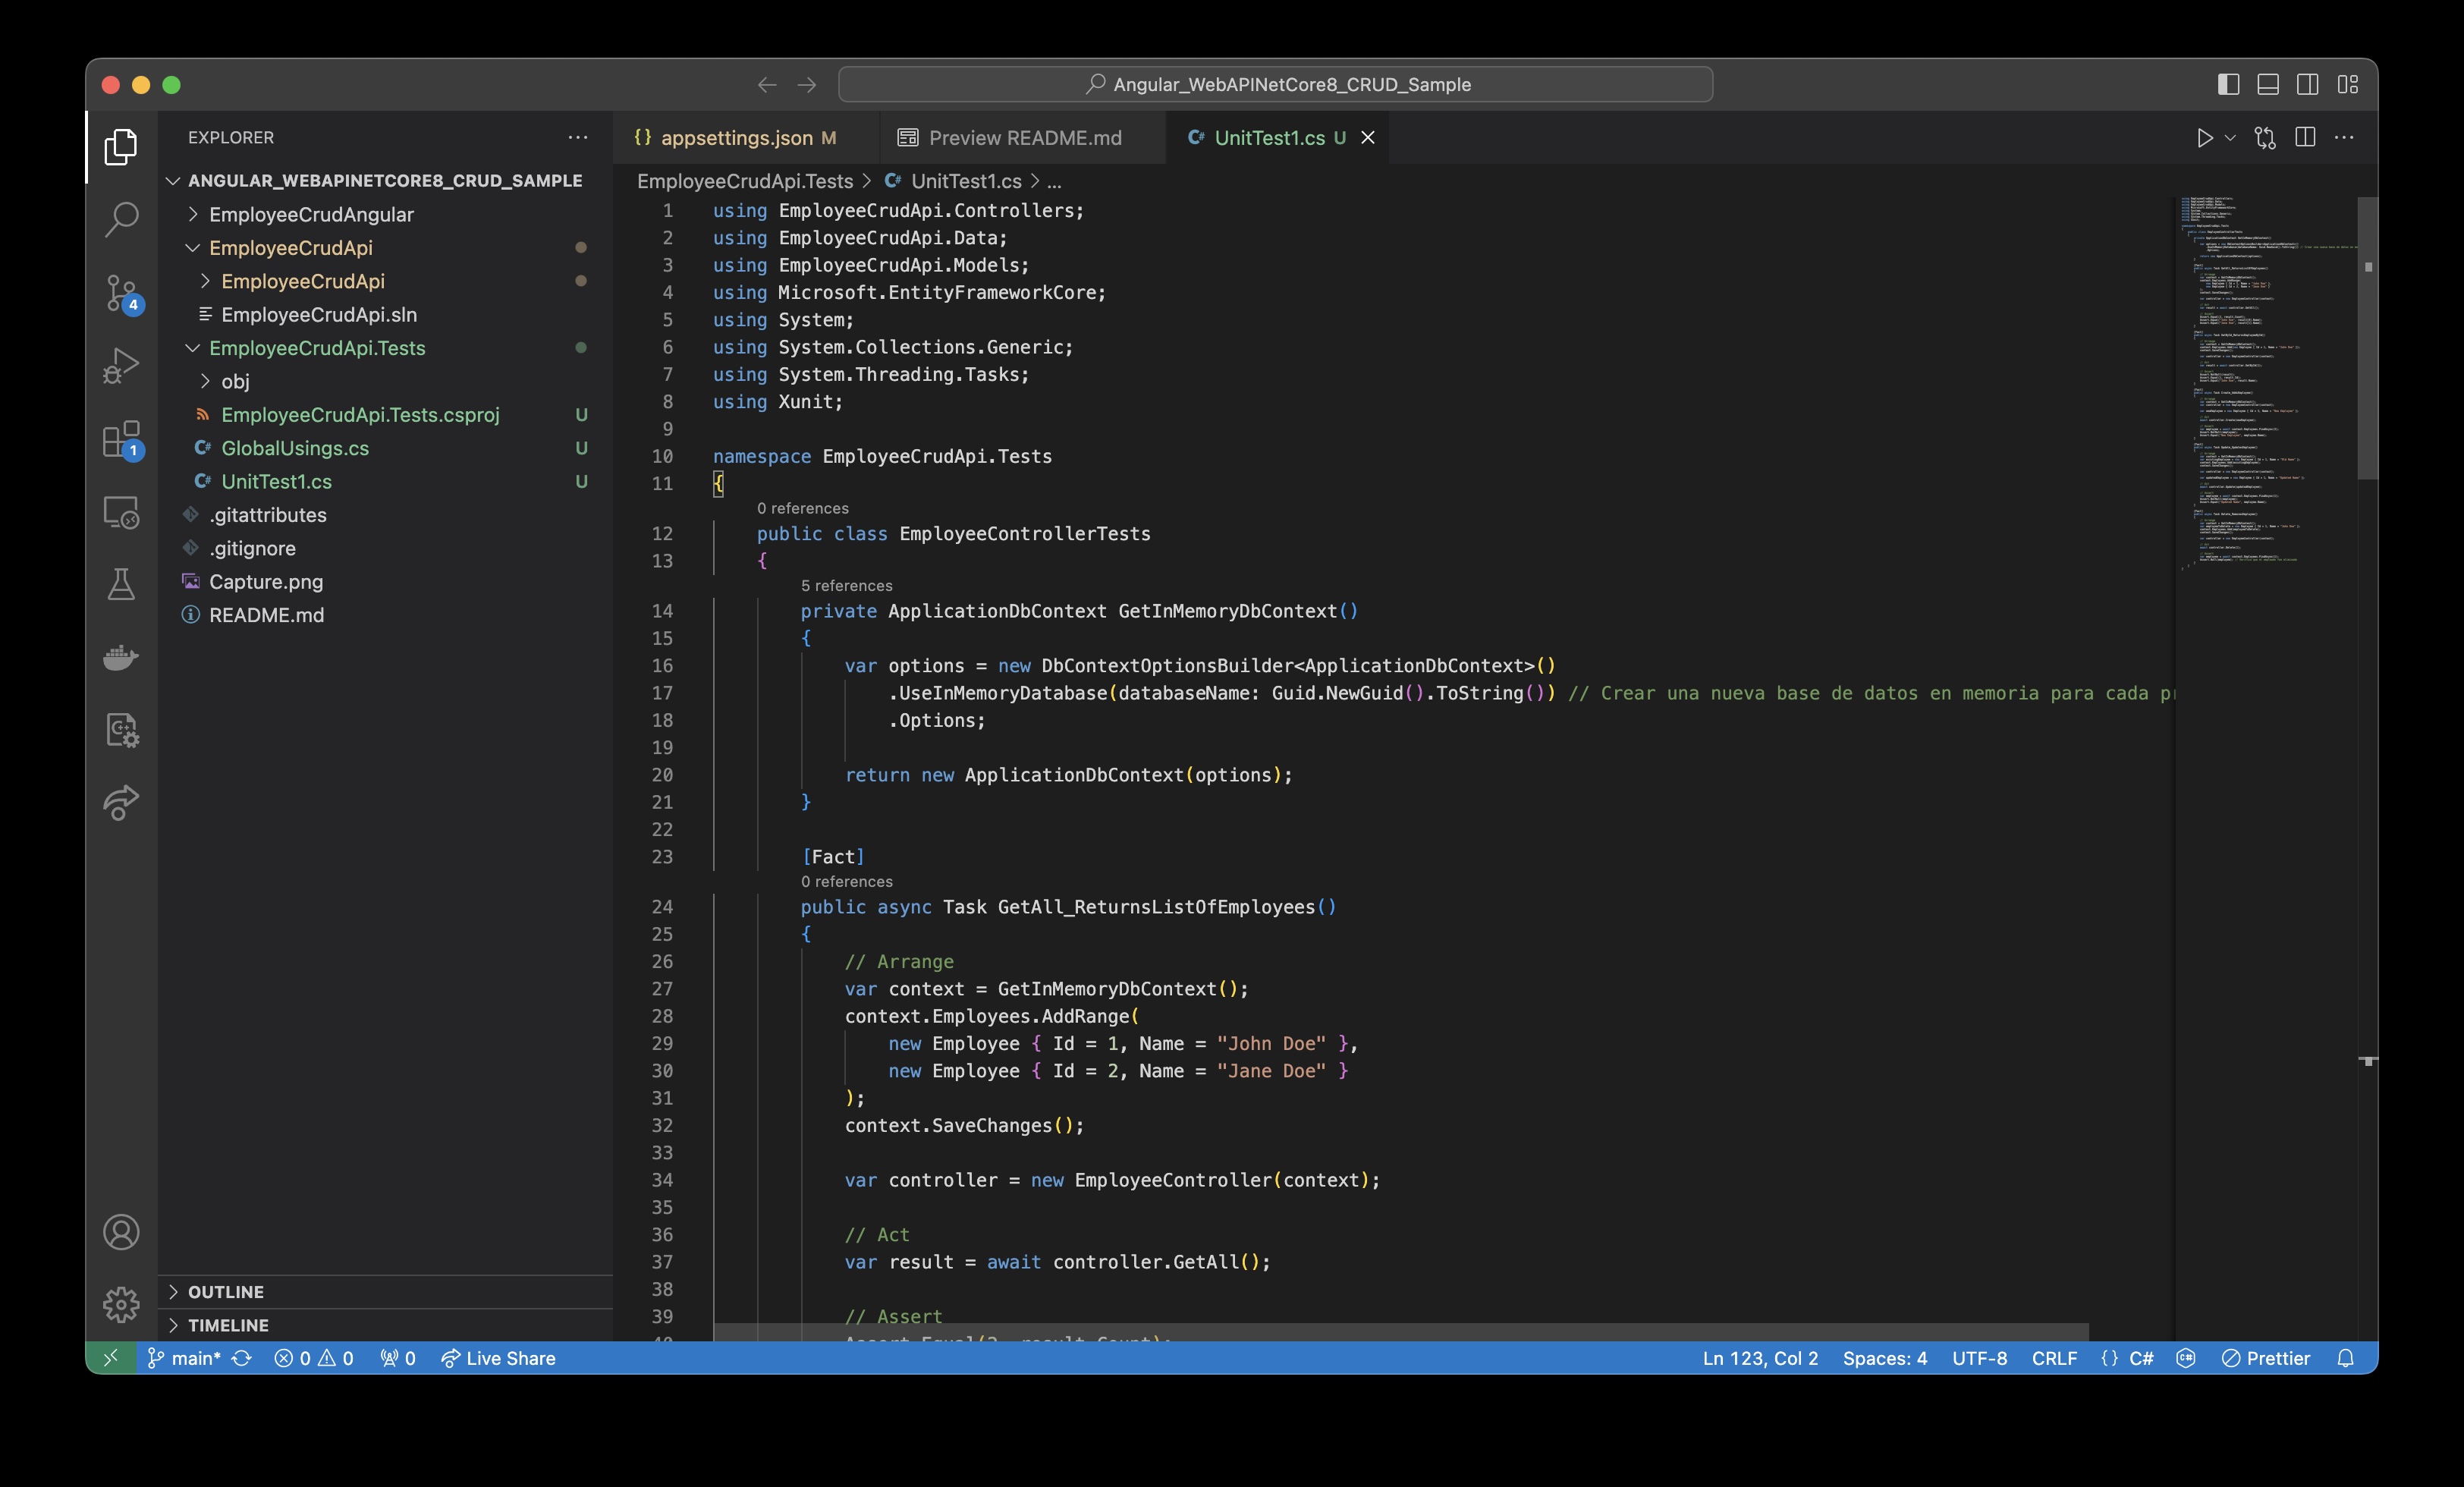 Angular_WebAPINetCore8_CRUD_Sample
EXPLORER
ANGULAR_WEBAPINETCORE8_CRUD_SAMPLE
EmployeeCrudAngular
EmployeeCrudApi
EmployeeCrudApi
EmployeeCrudApi.sln
EmployeeCrudApi.Tests
obj
EmployeeCrudApi.Tests.csproj U
GlobalUsings.cs U
UnitTest1.cs U
.gitattributes
.gitignore
Capture.png
README.md
4
1
OUTLINE
TIMELINE
{} appsettings.json M
Preview README.md
C# UnitTest1.cs U
EmployeeCrudApi.Tests > C# UnitTest1.cs > ...
1 using EmployeeCrudApi.Controllers;
2 using EmployeeCrudApi.Data;
3 using EmployeeCrudApi.Models;
4 using Microsoft.EntityFrameworkCore;
5 using System;
6 using System.Collections.Generic;
7 using System.Threading.Tasks;
8 using Xunit;
9
10 namespace EmployeeCrudApi.Tests
11 {
0 references
12 public class EmployeeControllerTests
13 {
5 references
14 private ApplicationDbContext GetInMemoryDbContext()
15 {
16 var options = new DbContextOptionsBuilder<ApplicationDbContext>()
17 .UseInMemoryDatabase(databaseName: Guid.NewGuid().ToString()) // Crear una nueva base de datos en memoria para cada
18 .Options;
19
20 return new ApplicationDbContext(options);
21 }
22
23 [Fact]
0 references
24 public async Task GetAll_ReturnsListOfEmployees()
25 {
26 // Arrange
27 var context = GetInMemoryDbContext();
28 context.Employees.AddRange(
29 new Employee { Id = 1, Name = "John Doe" },
30 new Employee { Id = 2, Name = "Jane Doe" }
31 );
32 context.SaveChanges();
33
34 var controller = new EmployeeController(context);
35
36 // Act
37 var result = await controller.GetAll();
38
39 // Assert
40 Assert.Equal(2, result.Count);
main* 0 0 0 Live Share
Ln 123, Col 2 Spaces: 4 UTF-8 CRLF {} C# Prettier